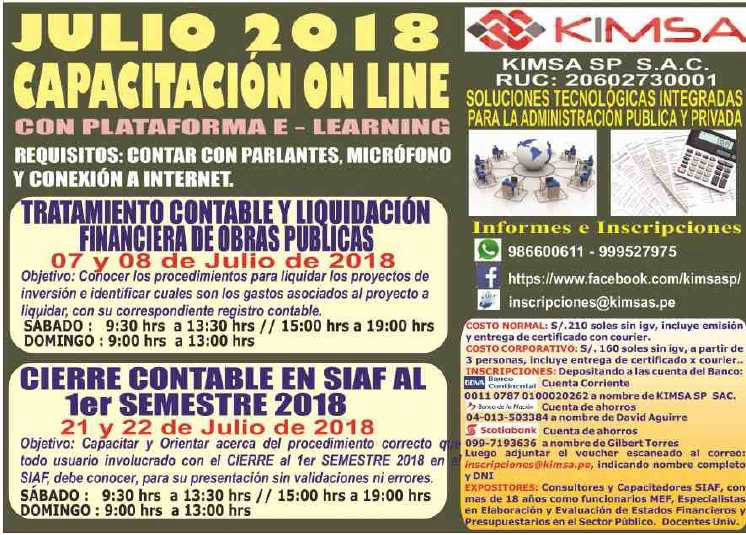 JULIO 2018
CAPACITACIÓN ON LINE
CON PLATAFORMA E - LEARNING
REQUISITOS: CONTAR CON PARLANTES, MICRÓFONO
Y CONEXIÓN A INTERNET.
TRATAMIENTO CONTABLE Y LIQUIDACIÓN
FINANCIERA DE OBRAS PUBLICAS
07 y 08 de Julio de 2018
Objetivo: Conocer los procedimientos para liquidar los proyectos de
inversión e identificar cuales son los gastos asociados al proyecto a
liquidar, con su correspondiente registro contable.
SÁBADO : 9:30 hrs a 13:30 hrs // 15:00 hrs a 19:00 hrs
DOMINGO : 9:00 hrs a 13:00 hrs
CIERRE CONTABLE EN SIAF AL
1er SEMESTRE 2018
21 y 22 de Julio de 2018
Objetivo: Capacitar y Orientar acerca del procedimiento correcto que
todo usuario involucrado con el CIERRE al 1er SEMESTRE 2018 en el
SIAF, debe conocer, para su presentación sin validaciones ni errores.
SÁBADO : 9:30 hrs a 13:30 hrs // 15:00 hrs a 19:00 hrs
DOMINGO : 9:00 hrs a 13:00 hrs
KIMSA
KIMSA SP S.A.C.
RUC: 20602730001
SOLUCIONES TECNOLÓGICAS INTEGRADAS
PARA LA ADMINISTRACIÓN PUBLICA Y PRIVADA
Informes e Inscripciones
986600611 - 999527975
https://www.facebook.com/kimsasp/
inscripciones@kimsas.pe
COSTO NORMAL: S/.210 soles sin igv, incluye emisión
y entrega de certificado con courier.
COSTO CORPORATIVO: S/. 160 soles sin igv, a partir de
3 personas, incluye entrega de certificado x courier..
INSCRIPCIONES: Depositando a las cuenta del Banco:
BBVA Banco Continental Cuenta Corriente
0011 0787 0100020262 a nombre de KIMSA SP SAC.
Banco de la Nación Cuenta de ahorros
04-013-503384 a nombre de David Aguirre
Scotiabank Cuenta de ahorros
099-7193636 a nombre de Gilbert Torres
Luego adjuntar el voucher escaneado al correo:
inscripciones@kimsa.pe, indicando nombre completo
y DNI
EXPOSITORES: Consultores y Capacitadores SIAF, con
mas de 18 años como funcionarios MEF, Especialistas
en Elaboración y Evaluación de Estados Financieros y
Presupuestarios en el Sector Público. Docentes Univ.